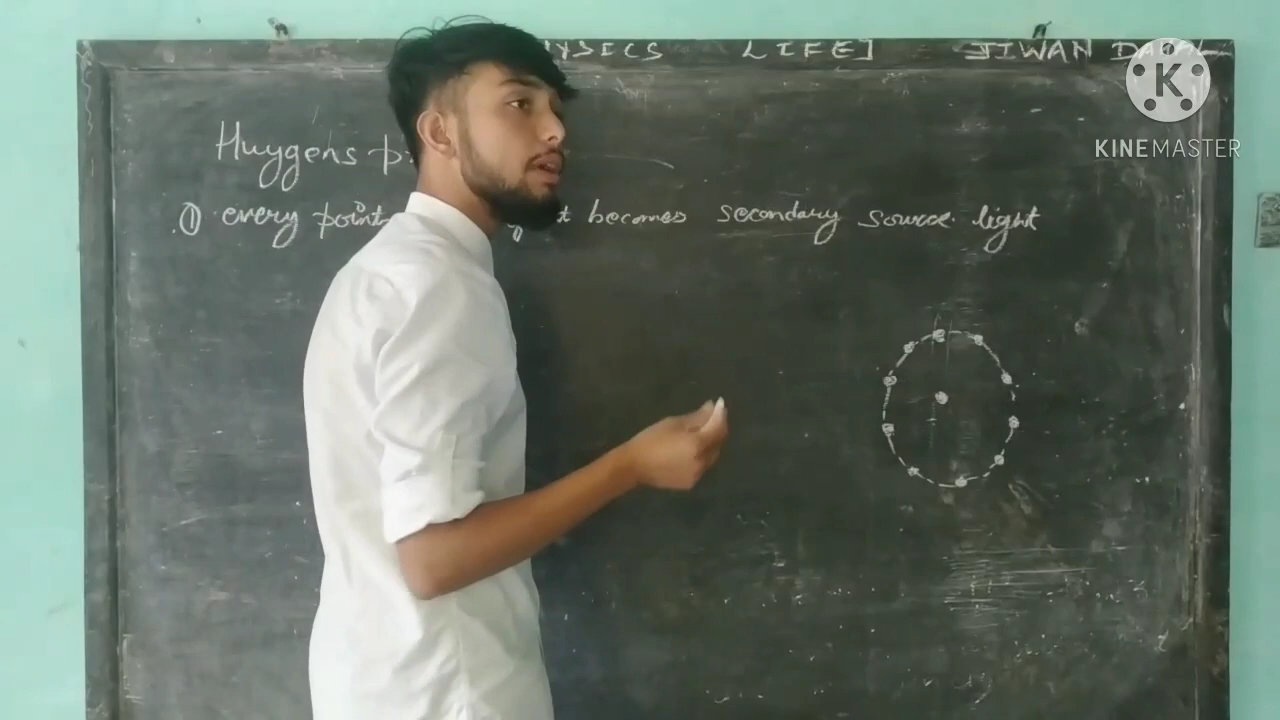 PHYSICS LIFE] JIWAN
K
KINEMASTER
Huygens p
① every point t becomes secondary source light